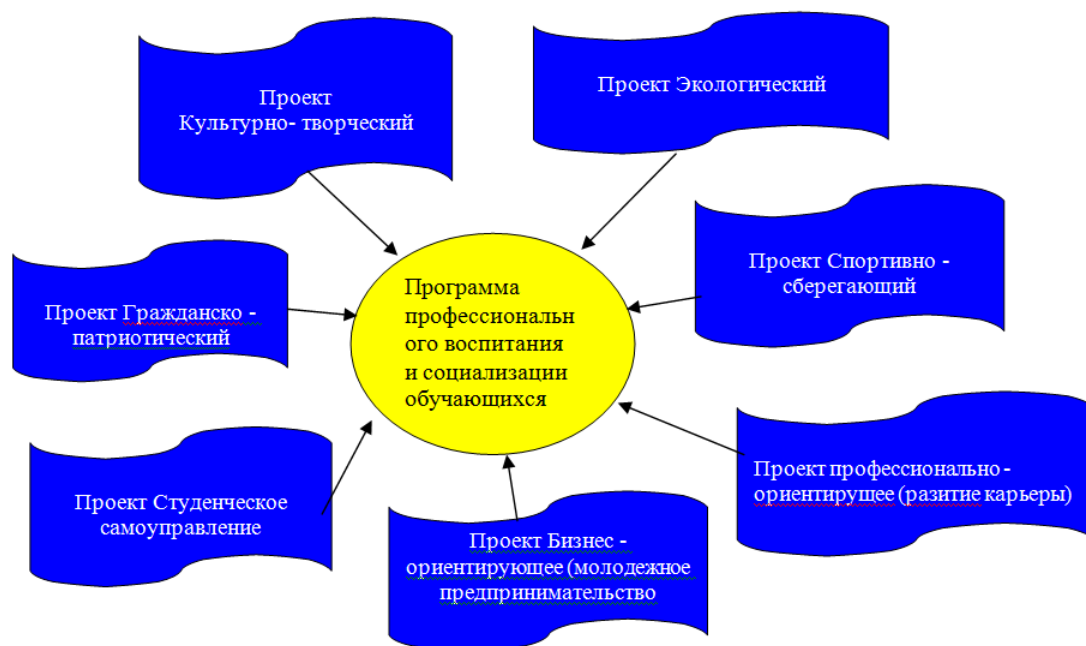 Проект
Культурно- творческий
Проект Экологический
Проект Спортивно -
сберегающий
Программа
профессиональн
ого воспитания
и социализации
обучающихся
Проект Гражданско -
патриотический
Проект профессионально-
ориентирущее (разитие карьеры)
Проект Студенческое
самоуправление
Проект Бизнес -
ориентирующее (молодежное
предпринимательство